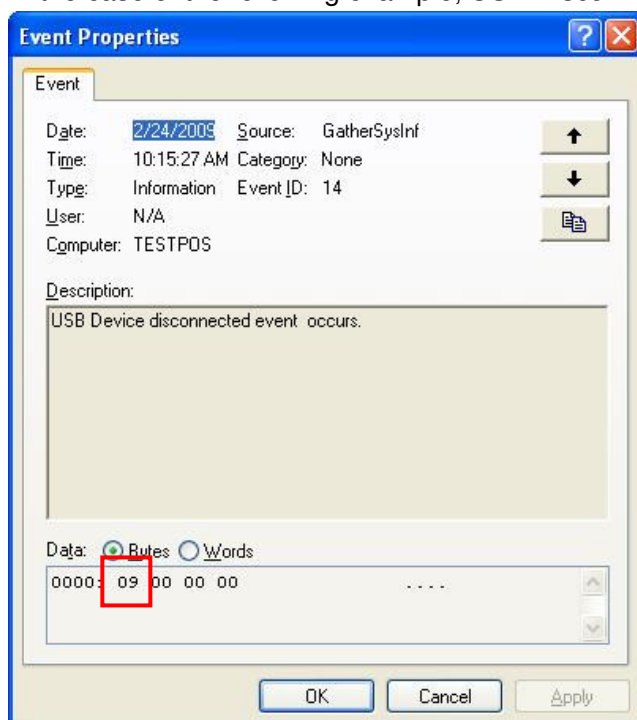 Event Properties
Event
Date: 2/24/2009 Source: GatherSysInf
Time: 10:15:27 AM Category: None
Type: Information Event ID: 14
User: N/A
Computer: TESTPOS
Description:
USB Device disconnected event occurs.
Data: Bytes Words
0000: 09 00 00 00 ....
OK Cancel Apply